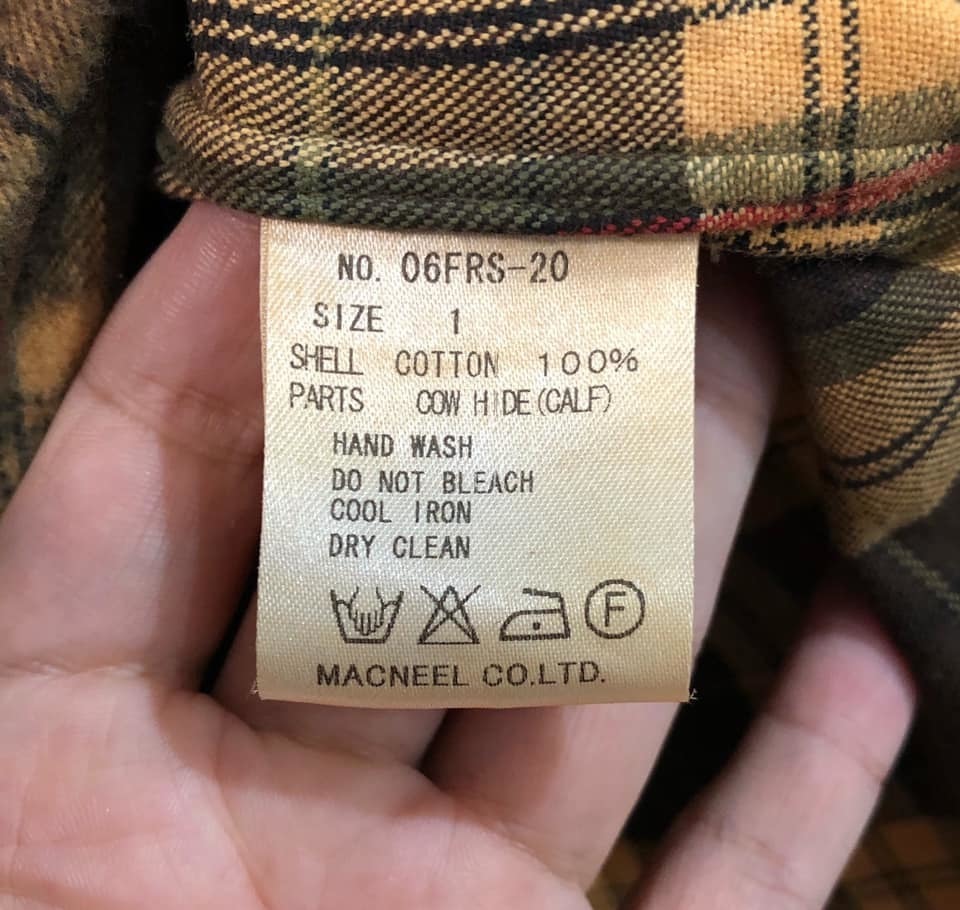 NO. 06FRS-20
SIZE 1
SHELL COTTON 100%
PARTS COW HIDE (CALF)
HAND WASH
DO NOT BLEACH
COOL IRON
DRY CLEAN
F
MACNEEL CO.LTD.